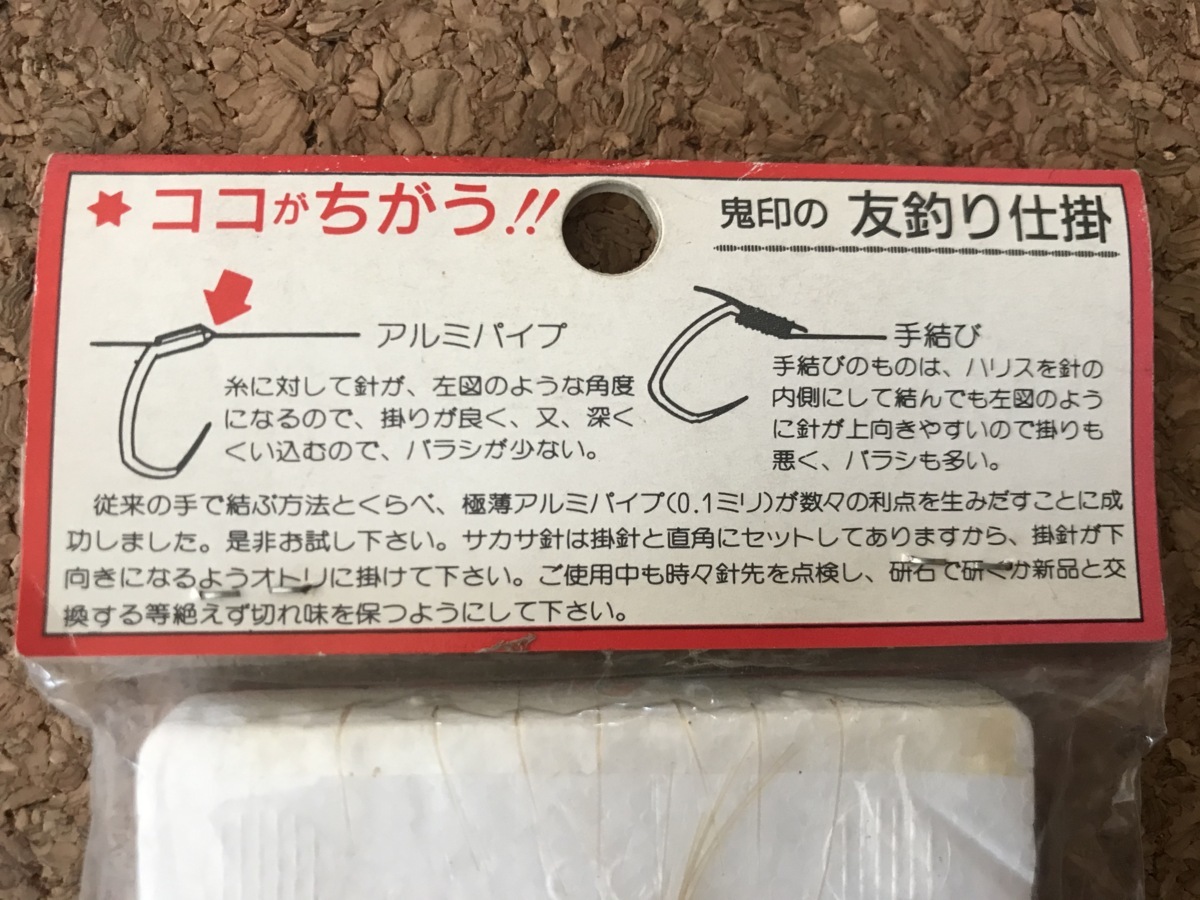 ★ココがちがう!!
鬼印の 友釣り仕掛
アルミパイプ
糸に対して針が、左図のような角度
になるので、掛りが良く、又、深く
くい込むので、バラシが少ない。
手結び
手結びのものは、ハリスを針の
内側にして結んでも左図のよう
に針が上向きやすいので掛りも
悪く、バラシも多い。
従来の手で結ぶ方法とくらべ、極薄アルミパイプ(0.1ミリ)が数々の利点を生みだすことに成
功しました。是非お試し下さい。サカサ針は掛針と直角にセットしてありますから、掛針が下
向きになるようオトリに掛けて下さい。ご使用中も時々針先を点検し、研石で研ぐか新品と交
換する等絶えず切れ味を保つようにして下さい。